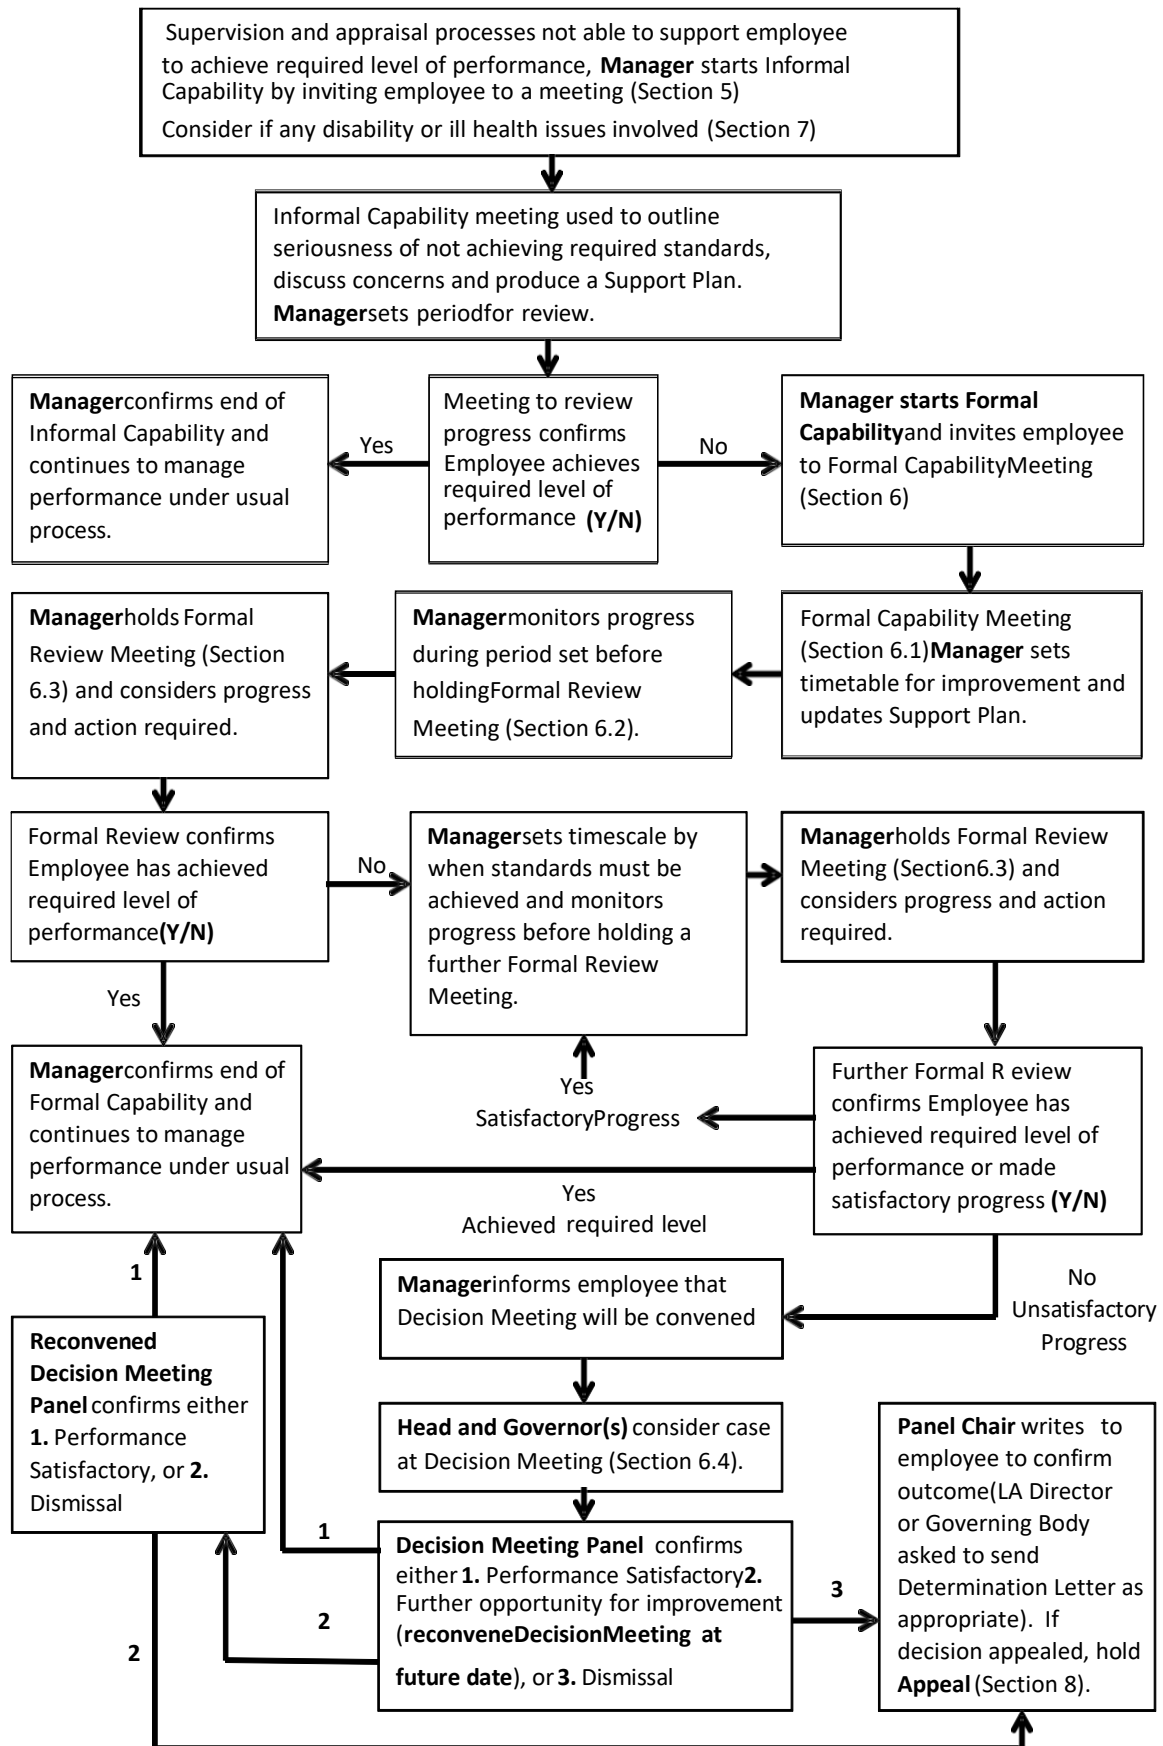 Supervision and appraisal processes not able to support employee
to achieve required level of performance, Manager starts Informal
Capability by inviting employee to a meeting (Section 5)
Consider if any disability or ill health issues involved (Section 7)
Informal Capability meeting used to outline
seriousness of not achieving required standards,
discuss concerns and produce a Support Plan.
Managersets periodfor review.
Managerconfirms end of
Informal Capability and
continues to manage
performance under usual
process.
Yes
Meeting to review
progress confirms
Employee achieves
required level of
performance (Y/N)
No
Manager starts Formal
Capabilityand invites employee
to Formal CapabilityMeeting
(Section 6)
Managerholds Formal
Review Meeting (Section
6.3) and considers progress
and action required.
Managermonitors progress
during period set before
holdingFormal Review
Meeting (Section 6.2).
Formal Capability Meeting
(Section 6.1)Manager sets
timetable for improvement and
updates Support Plan.
Formal Review confirms
Employee has achieved
required level of
performance(Y/N)
No
Managersets timescale by
when standards must be
achieved and monitors
progress before holding a
further Formal Review
Meeting.
Managerholds Formal Review
Meeting (Section6.3) and
considers progress and action
required.
Yes
Managerconfirms end of
Formal Capability and
continues to manage
performance under usual
process.
Yes
SatisfactoryProgress
Further Formal R eview
confirms Employee has
achieved required level of
performance or made
satisfactory progress (Y/N)
Yes
Achieved required level
1
Managerinforms employee that
Decision Meeting will be convened
No
Unsatisfactory
Progress
Reconvened
Decision Meeting
Panel confirms either
1. Performance
Satisfactory, or 2.
Dismissal
Head and Governor(s) consider case
at Decision Meeting (Section 6.4).
Panel Chair writes to
employee to confirm
outcome(LA Director
or Governing Body
asked to send
Determination Letter as
appropriate). If
decision appealed, hold
Appeal (Section 8).
1
2
2
Decision Meeting Panel confirms
either 1. Performance Satisfactory2.
Further opportunity for improvement
(reconveneDecisionMeeting at
future date), or 3. Dismissal
3